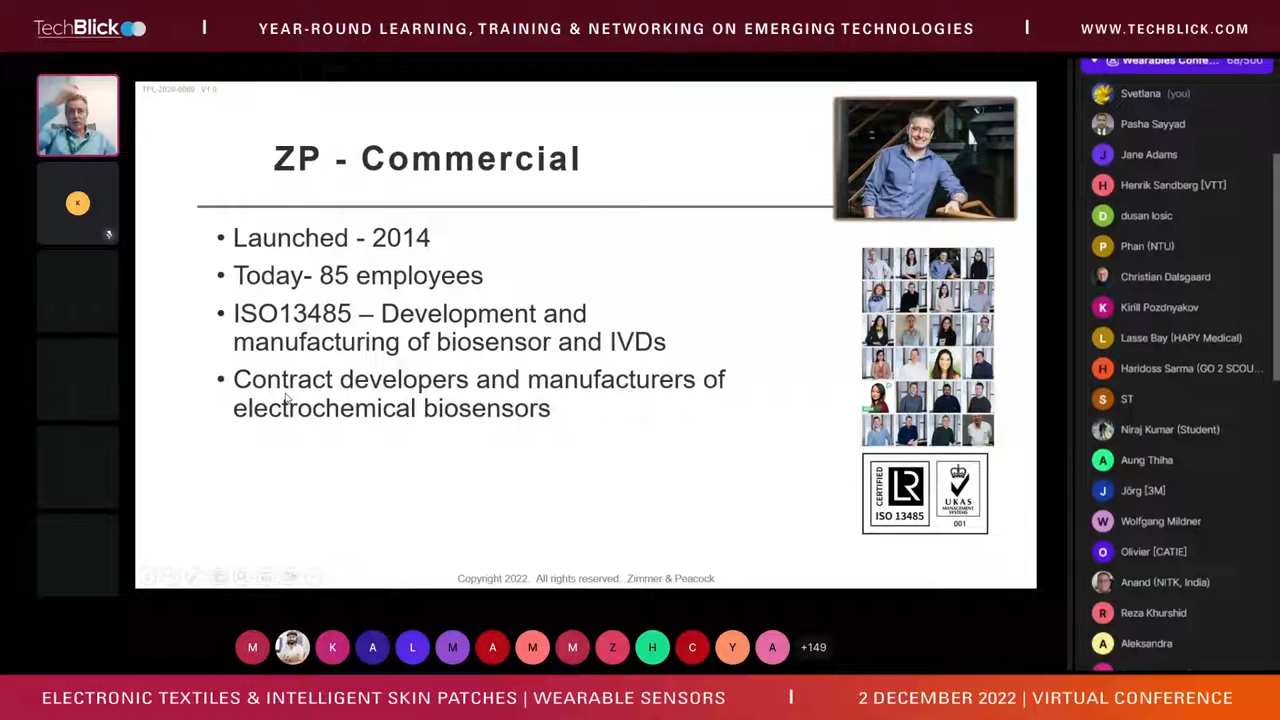 TechBlick
YEAR-ROUND LEARNING, TRAINING & NETWORKING ON EMERGING TECHNOLOGIES
WWW.TECHBLICK.COM
TPL-2020-0069 V1.0
ZP - Commercial
• Launched - 2014
• Today- 85 employees
• ISO13485 – Development and
manufacturing of biosensor and IVDs
• Contract developers and manufacturers of
electrochemical biosensors
CERTIFIED
LR
ISO 13485
UKAS
MANAGEMENT
SYSTEMS
001
Copyright 2022. All rights reserved. Zimmer & Peacock
K
Wearables Confe... 68/500
Svetlana (you)
Pasha Sayyad
J Jane Adams
H Henrik Sandberg [VTT]
D dusan losic
P Phan (NTU)
Christian Dalsgaard
K Kirill Pozdnyakov
L Lasse Bay (HAPY Medical)
H Haridoss Sarma (GO 2 SCOU...
S ST
Niraj Kumar (Student)
A Aung Thiha
J Jörg [3M]
W Wolfgang Mildner
O Olivier [CATIE]
Anand (NITK, India)
R Reza Khurshid
A Aleksandra
M K A L M A M M Z H C Y A +149
ELECTRONIC TEXTILES & INTELLIGENT SKIN PATCHES | WEARABLE SENSORS
2 DECEMBER 2022 | VIRTUAL CONFERENCE